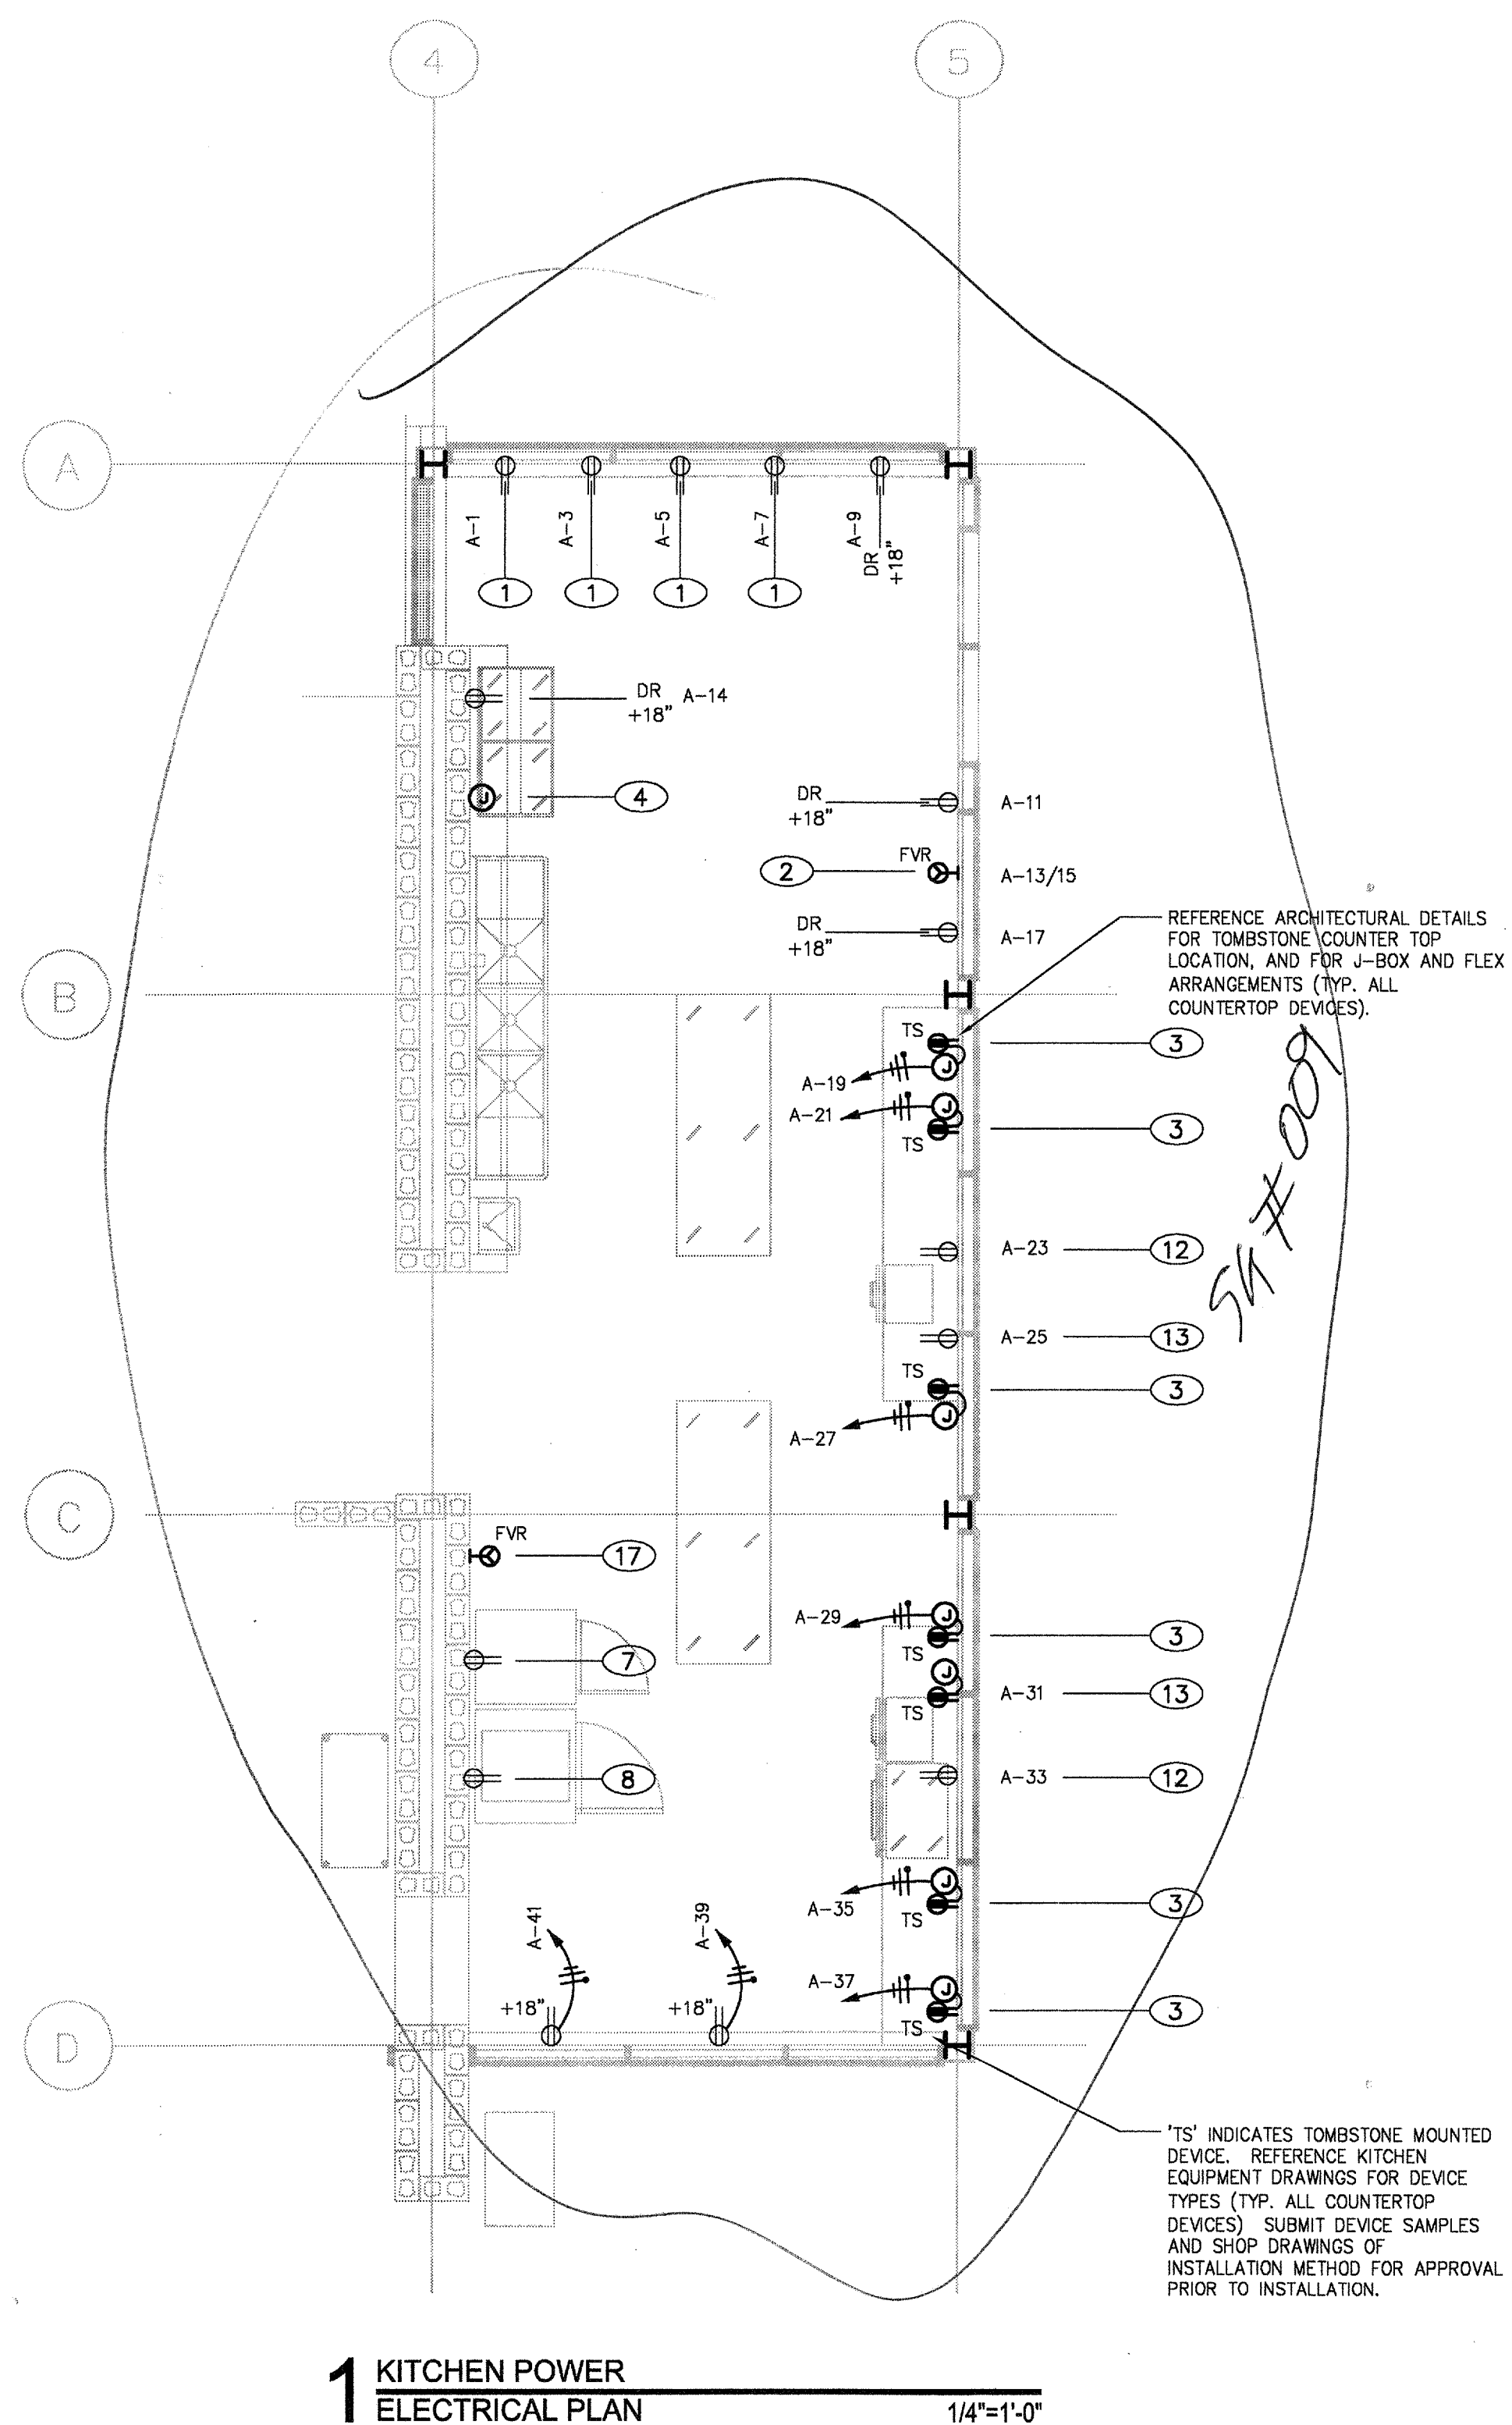 4
5
A
A-1
A-3
A-5
A-7
A-9
DR
+18"
1
1
1
1
DR A-14
+18"
4
DR
+18"
A-11
2
FVR
A-13/15
DR
+18"
A-17
REFERENCE ARCHITECTURAL DETAILS
FOR TOMBSTONE COUNTER TOP
LOCATION, AND FOR J-BOX AND FLEX
ARRANGEMENTS (TYP. ALL
COUNTERTOP DEVICES).
B
TS
3
J
A-19
J
A-21
TS
3
A-23
12
A-25
13
TS
3
J
A-27
C
FVR
17
J
A-29
TS
3
7
J
A-31
13
TS
8
A-33
12
J
A-35
TS
3
A-41
A-39
J
A-37
+18"
+18"
TS
3
D
'TS' INDICATES TOMBSTONE MOUNTED
DEVICE. REFERENCE KITCHEN
EQUIPMENT DRAWINGS FOR DEVICE
TYPES (TYP. ALL COUNTERTOP
DEVICES) SUBMIT DEVICE SAMPLES
AND SHOP DRAWINGS OF
INSTALLATION METHOD FOR APPROVAL
PRIOR TO INSTALLATION.
1 KITCHEN POWER
ELECTRICAL PLAN 1/4"=1'-0"